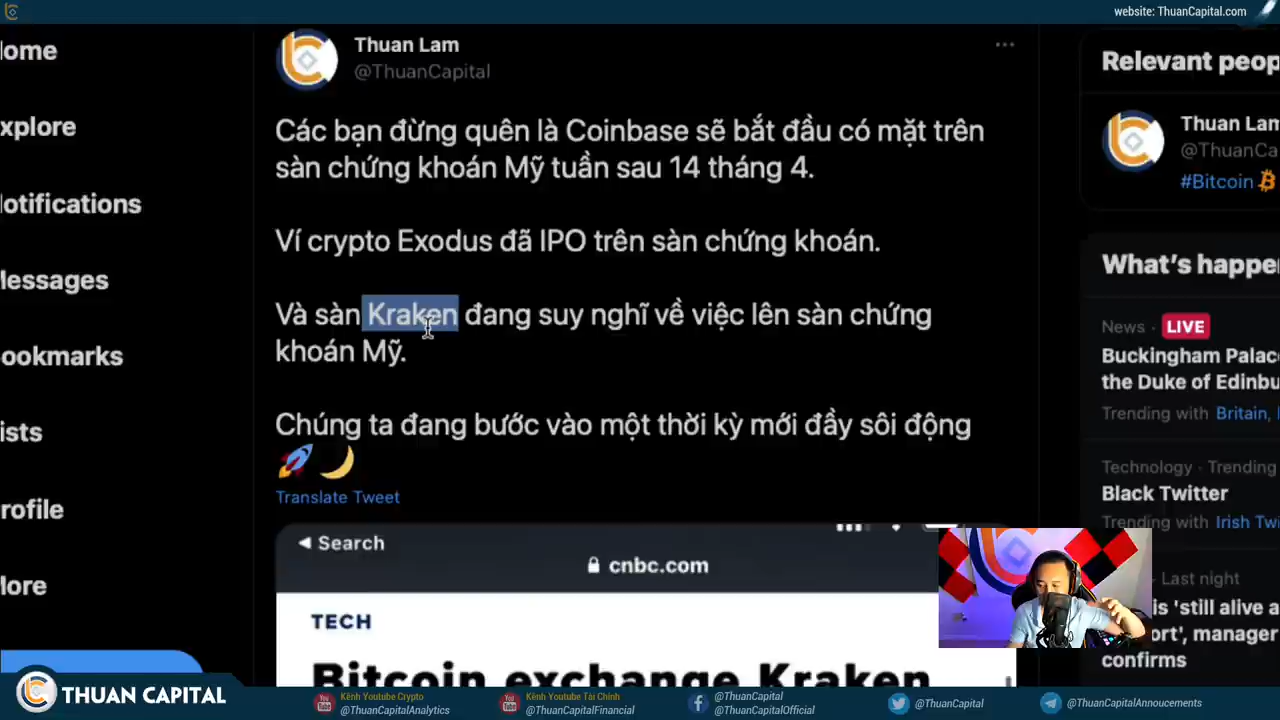 website: ThuanCapital.com
ome
xplore
otifications
essages
ookmarks
ists
rofile
ore
Thuan Lam
@ThuanCapital
Các bạn đừng quên là Coinbase sẽ bắt đầu có mặt trên
sàn chứng khoán Mỹ tuần sau 14 tháng 4.
Ví crypto Exodus đã IPO trên sàn chứng khoán.
Và sàn Kraken đang suy nghĩ về việc lên sàn chứng
khoán Mỹ.
Chúng ta đang bước vào một thời kỳ mới đầy sôi động
🚀🌙
Translate Tweet
◀ Search
cnbc.com
TECH
Bitcoin exchange Kraken
Relevant peop
Thuan Lam
@ThuanCa
#Bitcoin
What's happe
News · LIVE
Buckingham Palac
the Duke of Edinbu
Trending with Britain,
Technology · Trending
Black Twitter
Trending with Irish Twi
Last night
is 'still alive a
ort', manager
confirms
THUAN CAPITAL
Kênh Youtube Crypto
@ThuanCapitalAnalytics
Kênh Youtube Tài Chính
@ThuanCapitalFinancial
@ThuanCapital
@ThuanCapitalOfficial
@ThuanCapital
@ThuanCapitalAnnoucements